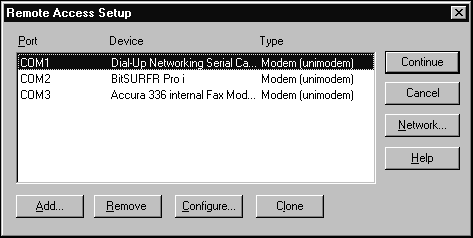 Remote Access Setup
Port Device Type
COM1 Dial-Up Networking Serial Ca... Modem (unimodem)
COM2 BitSURFR Pro i Modem (unimodem)
COM3 Accura 336 internal Fax Mod... Modem (unimodem)
Continue
Cancel
Network...
Help
Add... Remove Configure... Clone